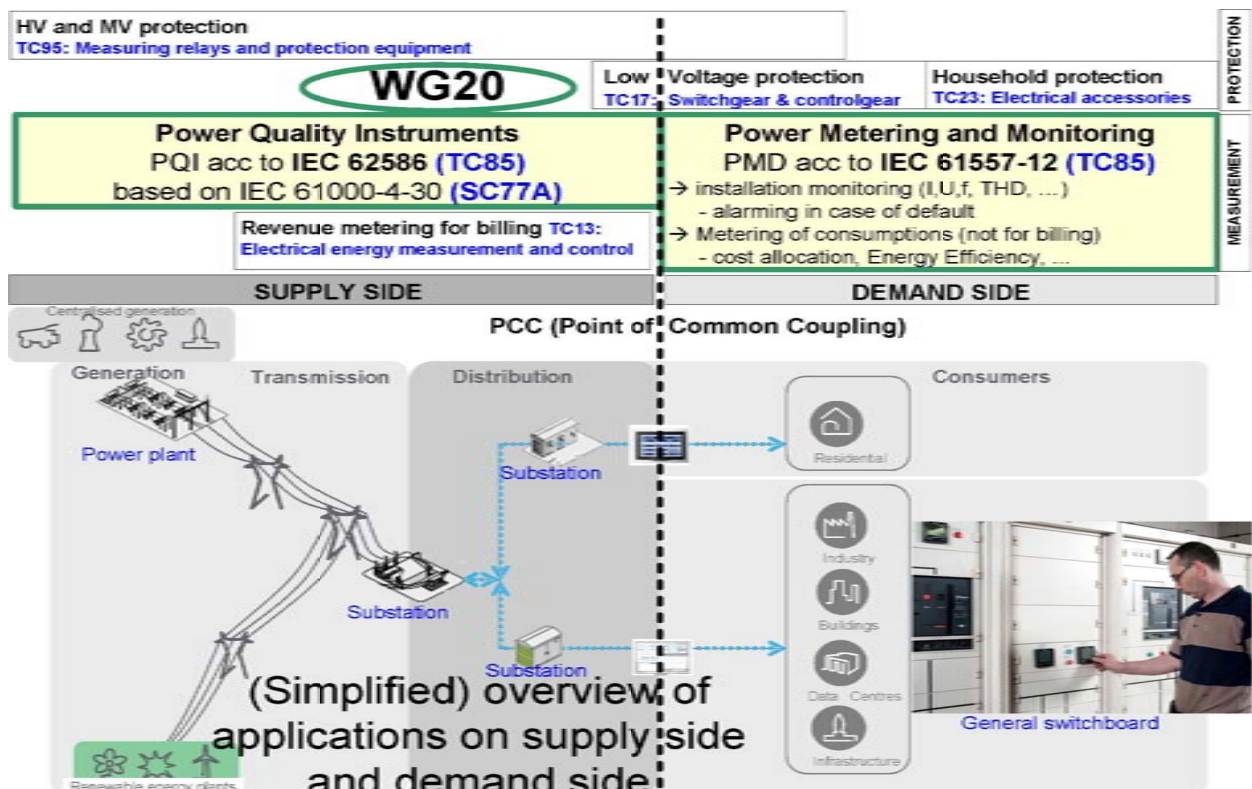 HV and MV protection
TC95: Measuring relays and protection equipment
PROTECTION
WG20
Low Voltage protection
TC17: Switchgear & controlgear
Household protection
TC23: Electrical accessories
Power Quality Instruments
PQI acc to IEC 62586 (TC85)
based on IEC 61000-4-30 (SC77A)
Power Metering and Monitoring
PMD acc to IEC 61557-12 (TC85)
→ installation monitoring (I,U,f, THD, ...)
- alarming in case of default
→ Metering of consumptions (not for billing)
- cost allocation, Energy Efficiency, ...
MEASUREMENT
Revenue metering for billing TC13:
Electrical energy measurement and control
SUPPLY SIDE
DEMAND SIDE
Centralised generation
PCC (Point of Common Coupling)
Generation
Transmission
Distribution
Consumers
Power plant
Substation
Residential
Substation
Industry
Buildings
Substation
Data Centres
General switchboard
Infrastructure
(Simplified) overview of
applications on supply side
and demand side
Renewable energy plants